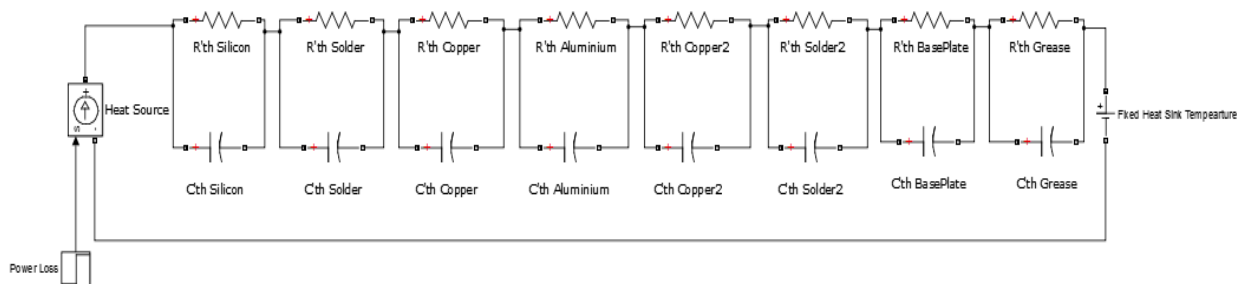 R'th Silicon R'th Solder R'th Copper R'th Aluminium R'th Copper2 R'th Solder2 R'th BasePlate R'th Grease
+
S
-
Heat Source
+
Fixed Heat Sink Tempearture
C'th Silicon C'th Solder C'th Copper C'th Aluminium C'th Copper2 C'th Solder2 C'th BasePlate C'th Grease
Power Loss